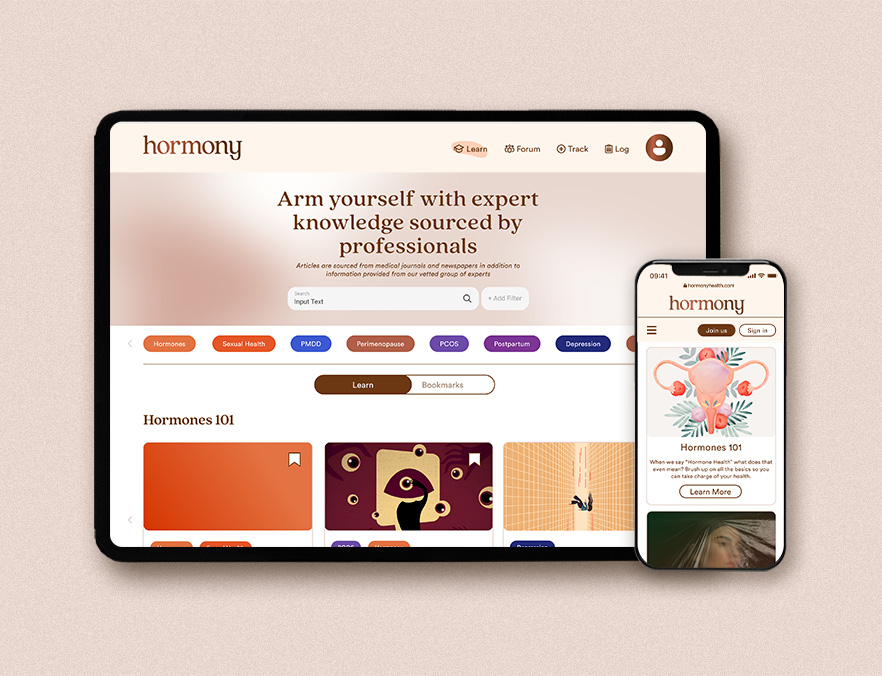 hormony
Learn
Forum
Track
Log
Arm yourself with expert
knowledge sourced by
professionals
Articles are sourced from medical journals and newspapers in addition to
information provided from our vetted group of experts
Search
Input Text
+ Add Filter
Hormones
Sexual Health
PMDD
Perimenopause
PCOS
Postpartum
Depression
Learn
Bookmarks
Hormones 101
09:41
hormonyhealth.com
hormony
Join us
Sign in
Hormones 101
When we say "Hormone Health" what does that
even mean? Brush up on all the basics so you
can take charge of your health.
Learn More